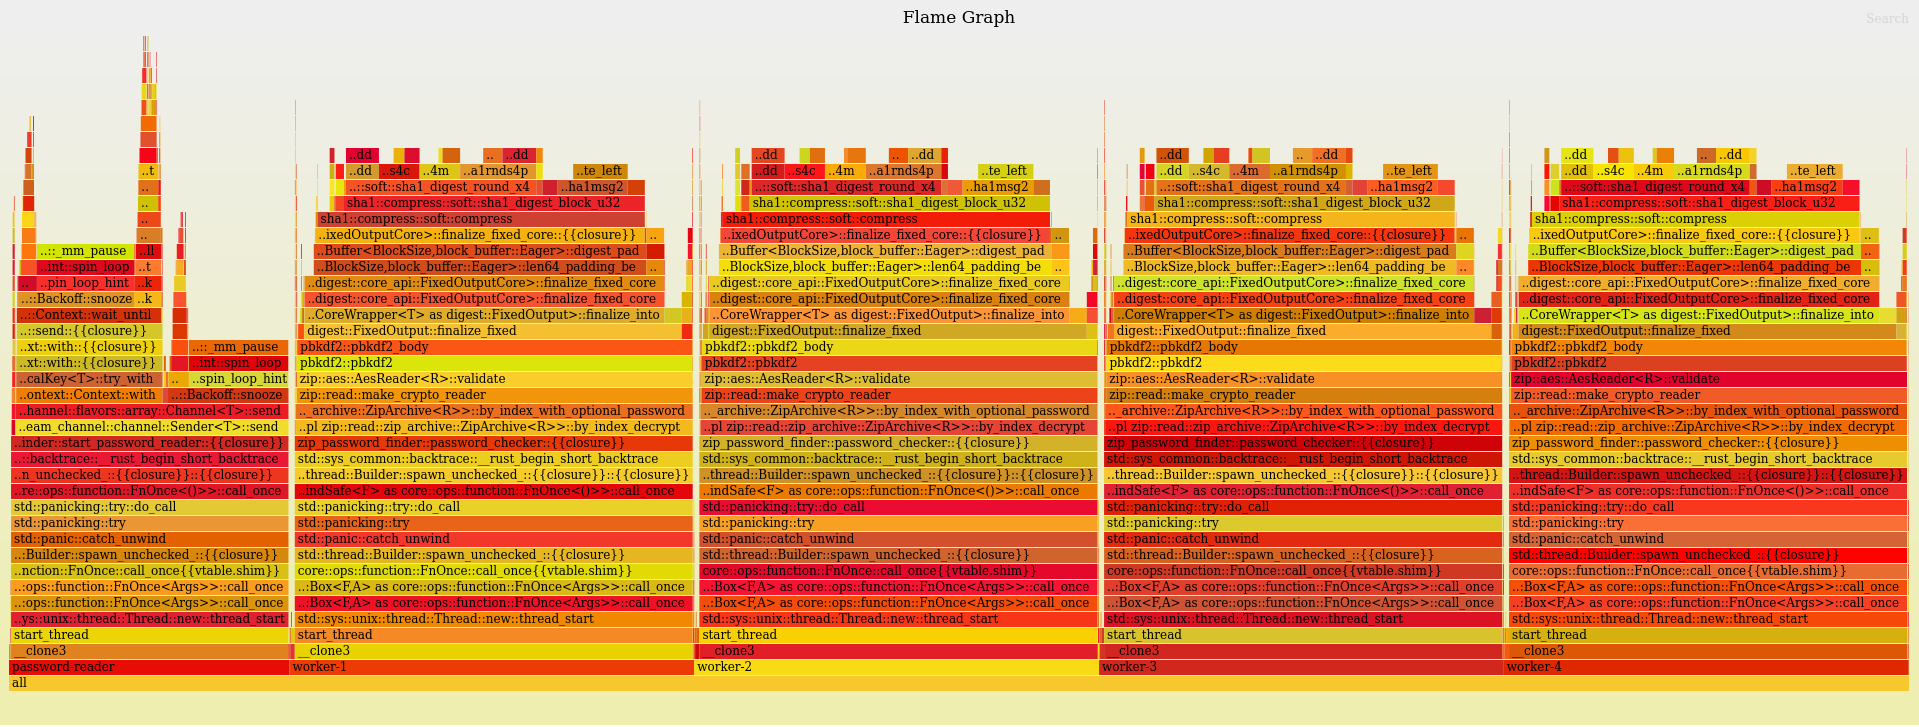 Flame Graph
Search
..dd .. ..dd ..dd .. ..dd ..dd .. ..dd ..dd .. ..dd
..t ..dd ..s4c ..4m ..a1rnds4p ..te_left ..dd ..s4c ..4m ..a1rnds4p ..te_left ..dd ..s4c ..4m ..a1rnds4p ..te_left ..dd ..s4c ..4m ..a1rnds4p ..te_left
.. ..::soft::sha1_digest_round_x4 ..ha1msg2 ..::soft::sha1_digest_round_x4 ..ha1msg2 ..::soft::sha1_digest_round_x4 ..ha1msg2 ..::soft::sha1_digest_round_x4 ..ha1msg2
.. sha1::compress::soft::sha1_digest_block_u32 sha1::compress::soft::sha1_digest_block_u32 sha1::compress::soft::sha1_digest_block_u32 sha1::compress::soft::sha1_digest_block_u32
.. sha1::compress::soft::compress sha1::compress::soft::compress sha1::compress::soft::compress sha1::compress::soft::compress
.. ..ixedOutputCore>::finalize_fixed_core::{{closure}} .. ..ixedOutputCore>::finalize_fixed_core::{{closure}} .. ..ixedOutputCore>::finalize_fixed_core::{{closure}} .. ..ixedOutputCore>::finalize_fixed_core::{{closure}} ..
..::_mm_pause ..ll ..Buffer<BlockSize,block_buffer::Eager>::digest_pad ..Buffer<BlockSize,block_buffer::Eager>::digest_pad ..Buffer<BlockSize,block_buffer::Eager>::digest_pad ..Buffer<BlockSize,block_buffer::Eager>::digest_pad ..
..int::spin_loop ..t ..BlockSize,block_buffer::Eager>::len64_padding_be .. ..BlockSize,block_buffer::Eager>::len64_padding_be .. ..BlockSize,block_buffer::Eager>::len64_padding_be .. ..BlockSize,block_buffer::Eager>::len64_padding_be ..
.. ..pin_loop_hint ..k ..digest::core_api::FixedOutputCore>::finalize_fixed_core ..digest::core_api::FixedOutputCore>::finalize_fixed_core ..digest::core_api::FixedOutputCore>::finalize_fixed_core ..digest::core_api::FixedOutputCore>::finalize_fixed_core
..::Backoff::snooze ..k ..digest::core_api::FixedOutputCore>::finalize_fixed_core ..digest::core_api::FixedOutputCore>::finalize_fixed_core ..digest::core_api::FixedOutputCore>::finalize_fixed_core ..digest::core_api::FixedOutputCore>::finalize_fixed_core
..::Context::wait_until ..CoreWrapper<T> as digest::FixedOutput>::finalize_into ..CoreWrapper<T> as digest::FixedOutput>::finalize_into ..CoreWrapper<T> as digest::FixedOutput>::finalize_into ..CoreWrapper<T> as digest::FixedOutput>::finalize_into
..::send::{{closure}} digest::FixedOutput::finalize_fixed digest::FixedOutput::finalize_fixed digest::FixedOutput::finalize_fixed digest::FixedOutput::finalize_fixed
..xt::with::{{closure}} ..::_mm_pause pbkdf2::pbkdf2_body pbkdf2::pbkdf2_body pbkdf2::pbkdf2_body pbkdf2::pbkdf2_body
..xt::with::{{closure}} ..int::spin_loop pbkdf2::pbkdf2 pbkdf2::pbkdf2 pbkdf2::pbkdf2 pbkdf2::pbkdf2
..calKey<T>::try_with .. ..spin_loop_hint zip::aes::AesReader<R>::validate zip::aes::AesReader<R>::validate zip::aes::AesReader<R>::validate zip::aes::AesReader<R>::validate
..ontext::Context::with ..::Backoff::snooze zip::read::make_crypto_reader zip::read::make_crypto_reader zip::read::make_crypto_reader zip::read::make_crypto_reader
..hannel::flavors::array::Channel<T>::send .._archive::ZipArchive<R>>::by_index_with_optional_password .._archive::ZipArchive<R>>::by_index_with_optional_password .._archive::ZipArchive<R>>::by_index_with_optional_password .._archive::ZipArchive<R>>::by_index_with_optional_password
..eam_channel::channel::Sender<T>::send ..pl zip::read::zip_archive::ZipArchive<R>>::by_index_decrypt ..pl zip::read::zip_archive::ZipArchive<R>>::by_index_decrypt ..pl zip::read::zip_archive::ZipArchive<R>>::by_index_decrypt ..pl zip::read::zip_archive::ZipArchive<R>>::by_index_decrypt
..inder::start_password_reader::{{closure}} zip_password_finder::password_checker::{{closure}} zip_password_finder::password_checker::{{closure}} zip_password_finder::password_checker::{{closure}} zip_password_finder::password_checker::{{closure}}
..::backtrace::__rust_begin_short_backtrace std::sys_common::backtrace::__rust_begin_short_backtrace std::sys_common::backtrace::__rust_begin_short_backtrace std::sys_common::backtrace::__rust_begin_short_backtrace std::sys_common::backtrace::__rust_begin_short_backtrace
..n_unchecked_::{{closure}}::{{closure}} ..thread::Builder::spawn_unchecked_::{{closure}}::{{closure}} ..thread::Builder::spawn_unchecked_::{{closure}}::{{closure}} ..thread::Builder::spawn_unchecked_::{{closure}}::{{closure}} ..thread::Builder::spawn_unchecked_::{{closure}}::{{closure}}
..re::ops::function::FnOnce<()>>::call_once ..indSafe<F> as core::ops::function::FnOnce<()>>::call_once ..indSafe<F> as core::ops::function::FnOnce<()>>::call_once ..indSafe<F> as core::ops::function::FnOnce<()>>::call_once ..indSafe<F> as core::ops::function::FnOnce<()>>::call_once
std::panicking::try::do_call std::panicking::try::do_call std::panicking::try::do_call std::panicking::try::do_call std::panicking::try::do_call
std::panicking::try std::panicking::try std::panicking::try std::panicking::try std::panicking::try
std::panic::catch_unwind std::panic::catch_unwind std::panic::catch_unwind std::panic::catch_unwind std::panic::catch_unwind
..::Builder::spawn_unchecked_::{{closure}} std::thread::Builder::spawn_unchecked_::{{closure}} std::thread::Builder::spawn_unchecked_::{{closure}} std::thread::Builder::spawn_unchecked_::{{closure}} std::thread::Builder::spawn_unchecked_::{{closure}}
..nction::FnOnce::call_once{{vtable.shim}} core::ops::function::FnOnce::call_once{{vtable.shim}} core::ops::function::FnOnce::call_once{{vtable.shim}} core::ops::function::FnOnce::call_once{{vtable.shim}} core::ops::function::FnOnce::call_once{{vtable.shim}}
..::ops::function::FnOnce<Args>>::call_once ..:Box<F,A> as core::ops::function::FnOnce<Args>>::call_once ..:Box<F,A> as core::ops::function::FnOnce<Args>>::call_once ..:Box<F,A> as core::ops::function::FnOnce<Args>>::call_once ..:Box<F,A> as core::ops::function::FnOnce<Args>>::call_once
..::ops::function::FnOnce<Args>>::call_once ..:Box<F,A> as core::ops::function::FnOnce<Args>>::call_once ..:Box<F,A> as core::ops::function::FnOnce<Args>>::call_once ..:Box<F,A> as core::ops::function::FnOnce<Args>>::call_once ..:Box<F,A> as core::ops::function::FnOnce<Args>>::call_once
..ys::unix::thread::Thread::new::thread_start std::sys::unix::thread::Thread::new::thread_start std::sys::unix::thread::Thread::new::thread_start std::sys::unix::thread::Thread::new::thread_start std::sys::unix::thread::Thread::new::thread_start
start_thread start_thread start_thread start_thread start_thread
__clone3 __clone3 __clone3 __clone3 __clone3
password-reader worker-1 worker-2 worker-3 worker-4
all